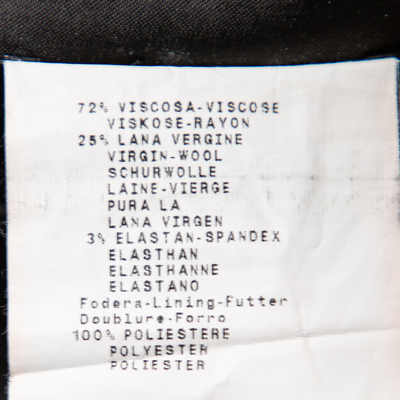 72% VISCOSA-VISCOSE
VISKOSE-RAYON
25% LANA VERGINE
VIRGIN-WOOL
SCHURWOLLE
LAINE-VIERGE
PURA LA
LANA VIRGEN
3% ELASTAN-SPANDEX
ELASTHAN
ELASTHANNE
ELASTANO
Fodera-Lining-Futter
Doublure-Forro
100% POLIESTERE
POLYESTER
POLIESTER